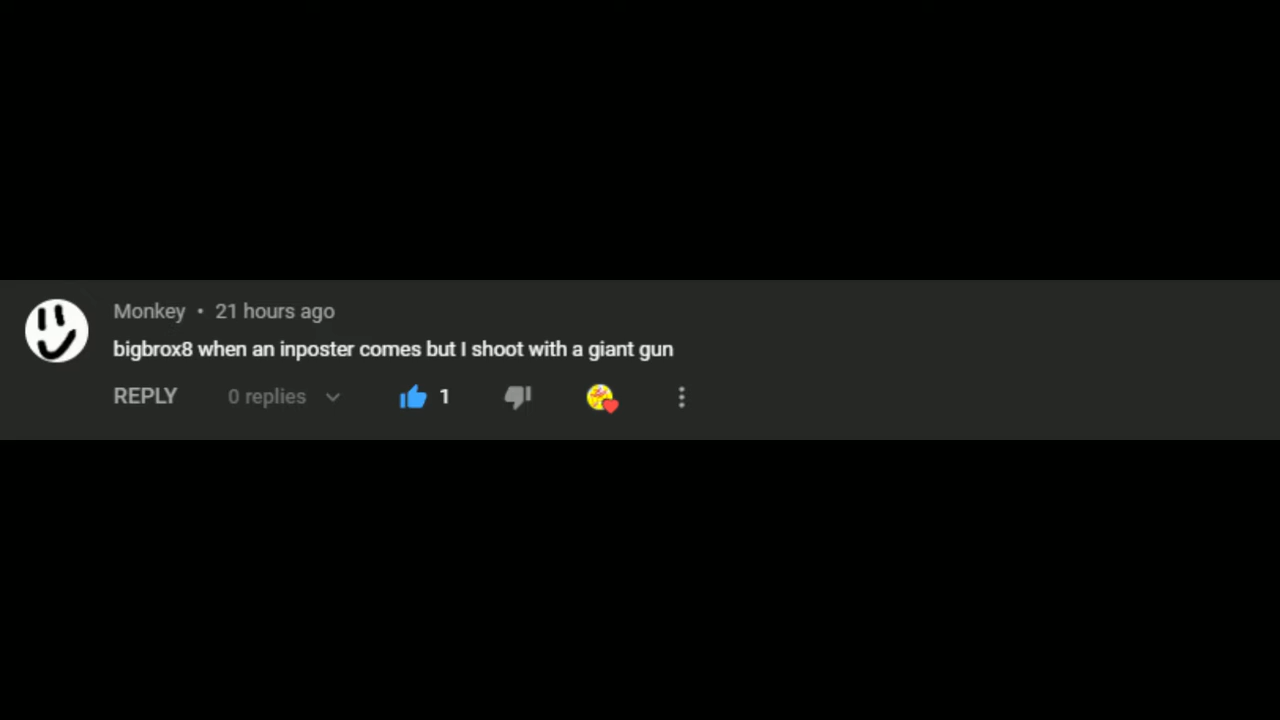 Monkey • 21 hours ago
bigbrox8 when an inposter comes but I shoot with a giant gun
REPLY 0 replies 1